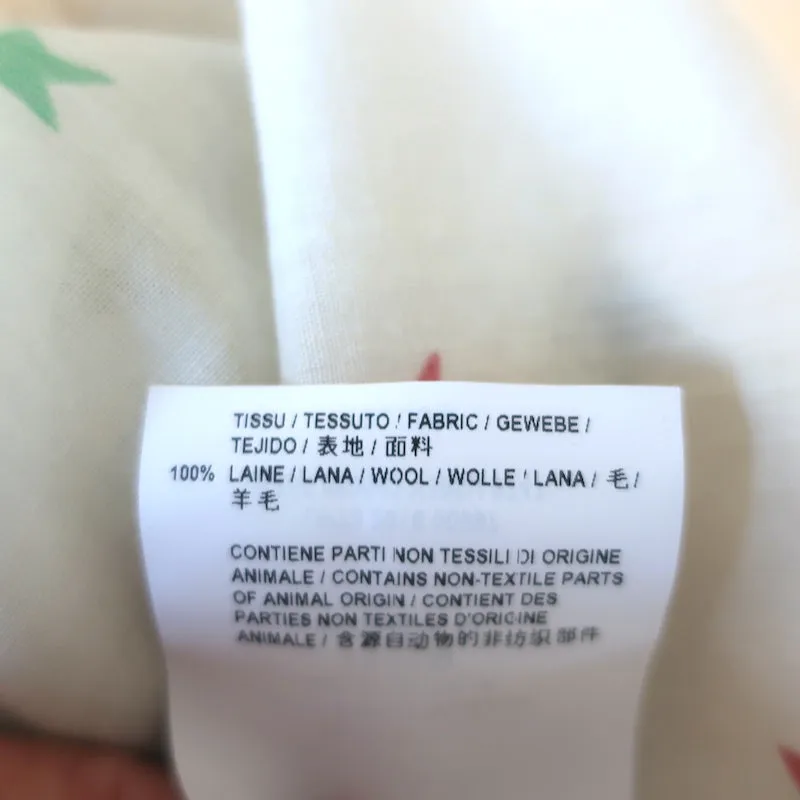 TISSU / TESSUTO / FABRIC / GEWEBE /
TEJIDO / 表地 / 面料
100% LAINE / LANA / WOOL / WOLLE / LANA / 毛 /
羊毛
CONTIENE PARTI NON TESSILI DI ORIGINE
ANIMALE / CONTAINS NON-TEXTILE PARTS
OF ANIMAL ORIGIN / CONTIENT DES
PARTIES NON TEXTILES D'ORIGINE
ANIMALE / 含源自动物的非纺织部件